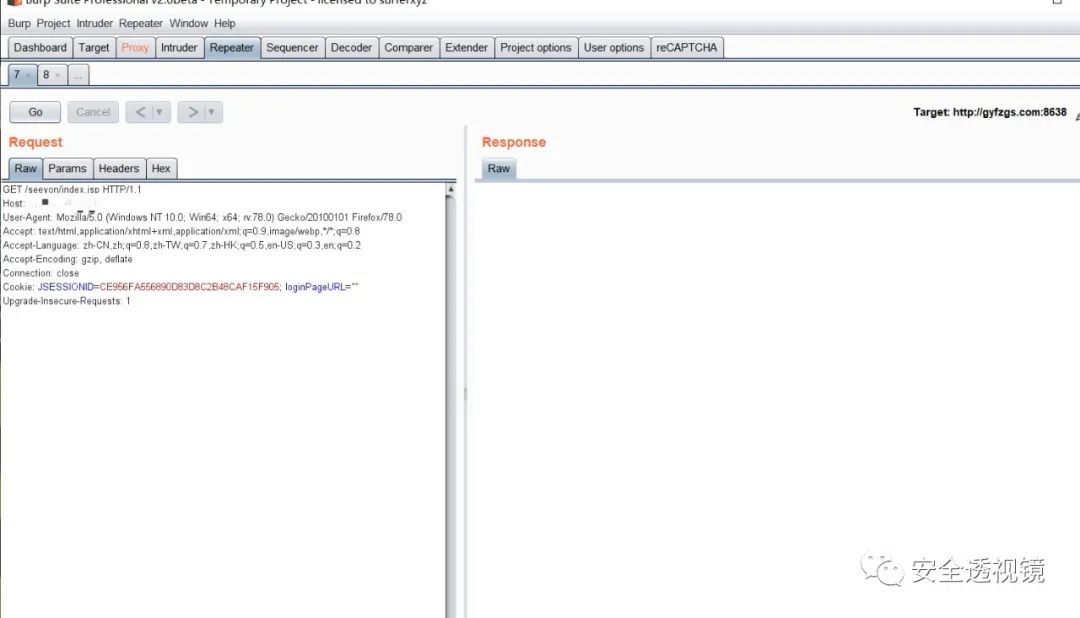 Burp Suite Professional v2.0beta - Temporary Project - licensed to surferxyz
Burp Project Intruder Repeater Window Help
Dashboard Target Proxy Intruder Repeater Sequencer Decoder Comparer Extender Project options User options reCAPTCHA
7 × 8 × ...
Go Cancel < ▼ > ▼
Target: http://gyfzgs.com:8638
Request
Raw Params Headers Hex
GET /seevon/index.jsp HTTP/1.1
Host:
User-Agent: Mozilla/5.0 (Windows NT 10.0; Win64; x64; rv:78.0) Gecko/20100101 Firefox/78.0
Accept: text/html,application/xhtml+xml,application/xml;q=0.9,image/webp,*/*;q=0.8
Accept-Language: zh-CN,zh;q=0.8,zh-TW;q=0.7,zh-HK;q=0.5,en-US;q=0.3,en;q=0.2
Accept-Encoding: gzip, deflate
Connection: close
Cookie: JSESSIONID=CE956FA556890D83D8C2B48CAF15F905; loginPageURL=""
Upgrade-Insecure-Requests: 1
Response
Raw
安全透视镜